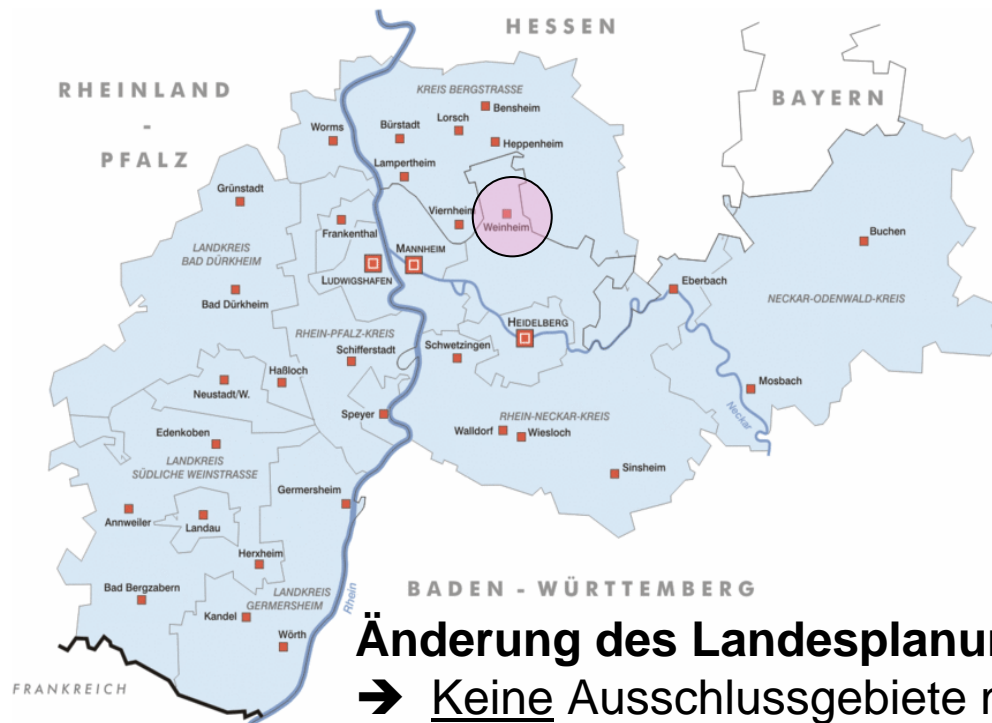 HESSEN
RHEINLAND
-
PFALZ
BAYERN
KREIS BERGSTRASSE
Bensheim
Lorsch
Bürstadt
Worms
Heppenheim
Lampertheim
Grünstadt
Viernheim
Weinheim
Frankenthal
Buchen
LANDKREIS
BAD DÜRKHEIM
MANNHEIM
LUDWIGSHAFEN
Eberbach
Bad Dürkheim
NECKAR-ODENWALD-KREIS
HEIDELBERG
RHEIN-PFALZ-KREIS
Schifferstadt
Schwetzingen
Haßloch
Neustadt/W.
Mosbach
Speyer
Neckar
RHEIN-NECKAR-KREIS
Walldorf
Wiesloch
Edenkoben
LANDKREIS
SÜDLICHE WEINSTRASSE
Sinsheim
Germersheim
Annweiler
Landau
Herxheim
Bad Bergzabern
LANDKREIS
GERMERSHEIM
Rhein
BADEN - WÜRTTEMBERG
Kandel
Wörth
FRANKREICH
Änderung des Landesplanu
➔ Keine Ausschlussgebiete